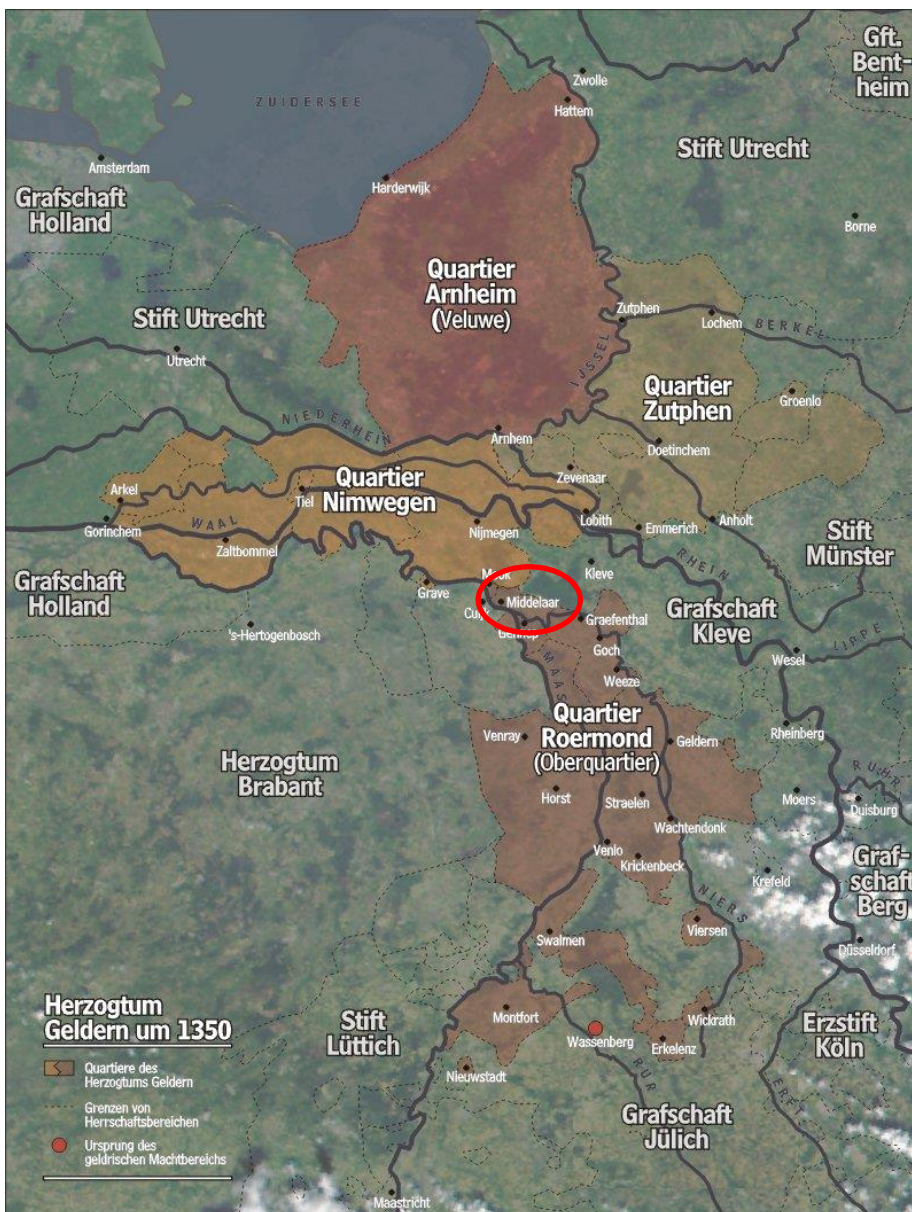 Gft.
Bent-
heim
Zwolle
ZUIDERSEE
Hattem
Stift Utrecht
Amsterdam
Harderwijk
Grafschaft
Holland
Borne
Quartier
Arnheim
(Veluwe)
Zutphen
Lochem
BERKEL
Stift Utrecht
Utrecht
IJSSEL
Quartier
Zutphen
Groenlo
NIEDERHEIN
Arnhem
Doetinchem
Zevenaar
Quartier
Nimwegen
Arkel
Tiel
Lobith
Gorinchem
WAAL
Nijmegen
Emmerich
Anholt
Zaltbommel
RHEIN
Stift
Münster
Grafschaft
Holland
Kleve
Mook
Grave
Middelaar
Cuijk
Graefenthal
Grafschaft
Kleve
's-Hertogenbosch
Gennep
Goch
LIPPE
MAAS
Wesel
Weeze
Quartier
Roermond
(Oberquartier)
Venray
Geldern
Rheinberg
Herzogtum
Brabant
RUHR
Horst
Straelen
Moers
Duisburg
Wachtendonk
Venlo
Krickenbeck
Graf-
schaft
Berg
Krefeld
NIERS
Viersen
Swalmen
Düsseldorf
Herzogtum
Geldern um 1350
Stift
Lüttich
Montfort
Wickrath
Wassenberg
Erkelenz
Erzstift
Köln
Quartiere des
Herzogtums Geldern
Nieuwstadt
RUR
ERFT
Grenzen von
Herrschaftsbereichen
Grafschaft
Jülich
Ursprung des
geldrischen Machtbereichs
Maastricht